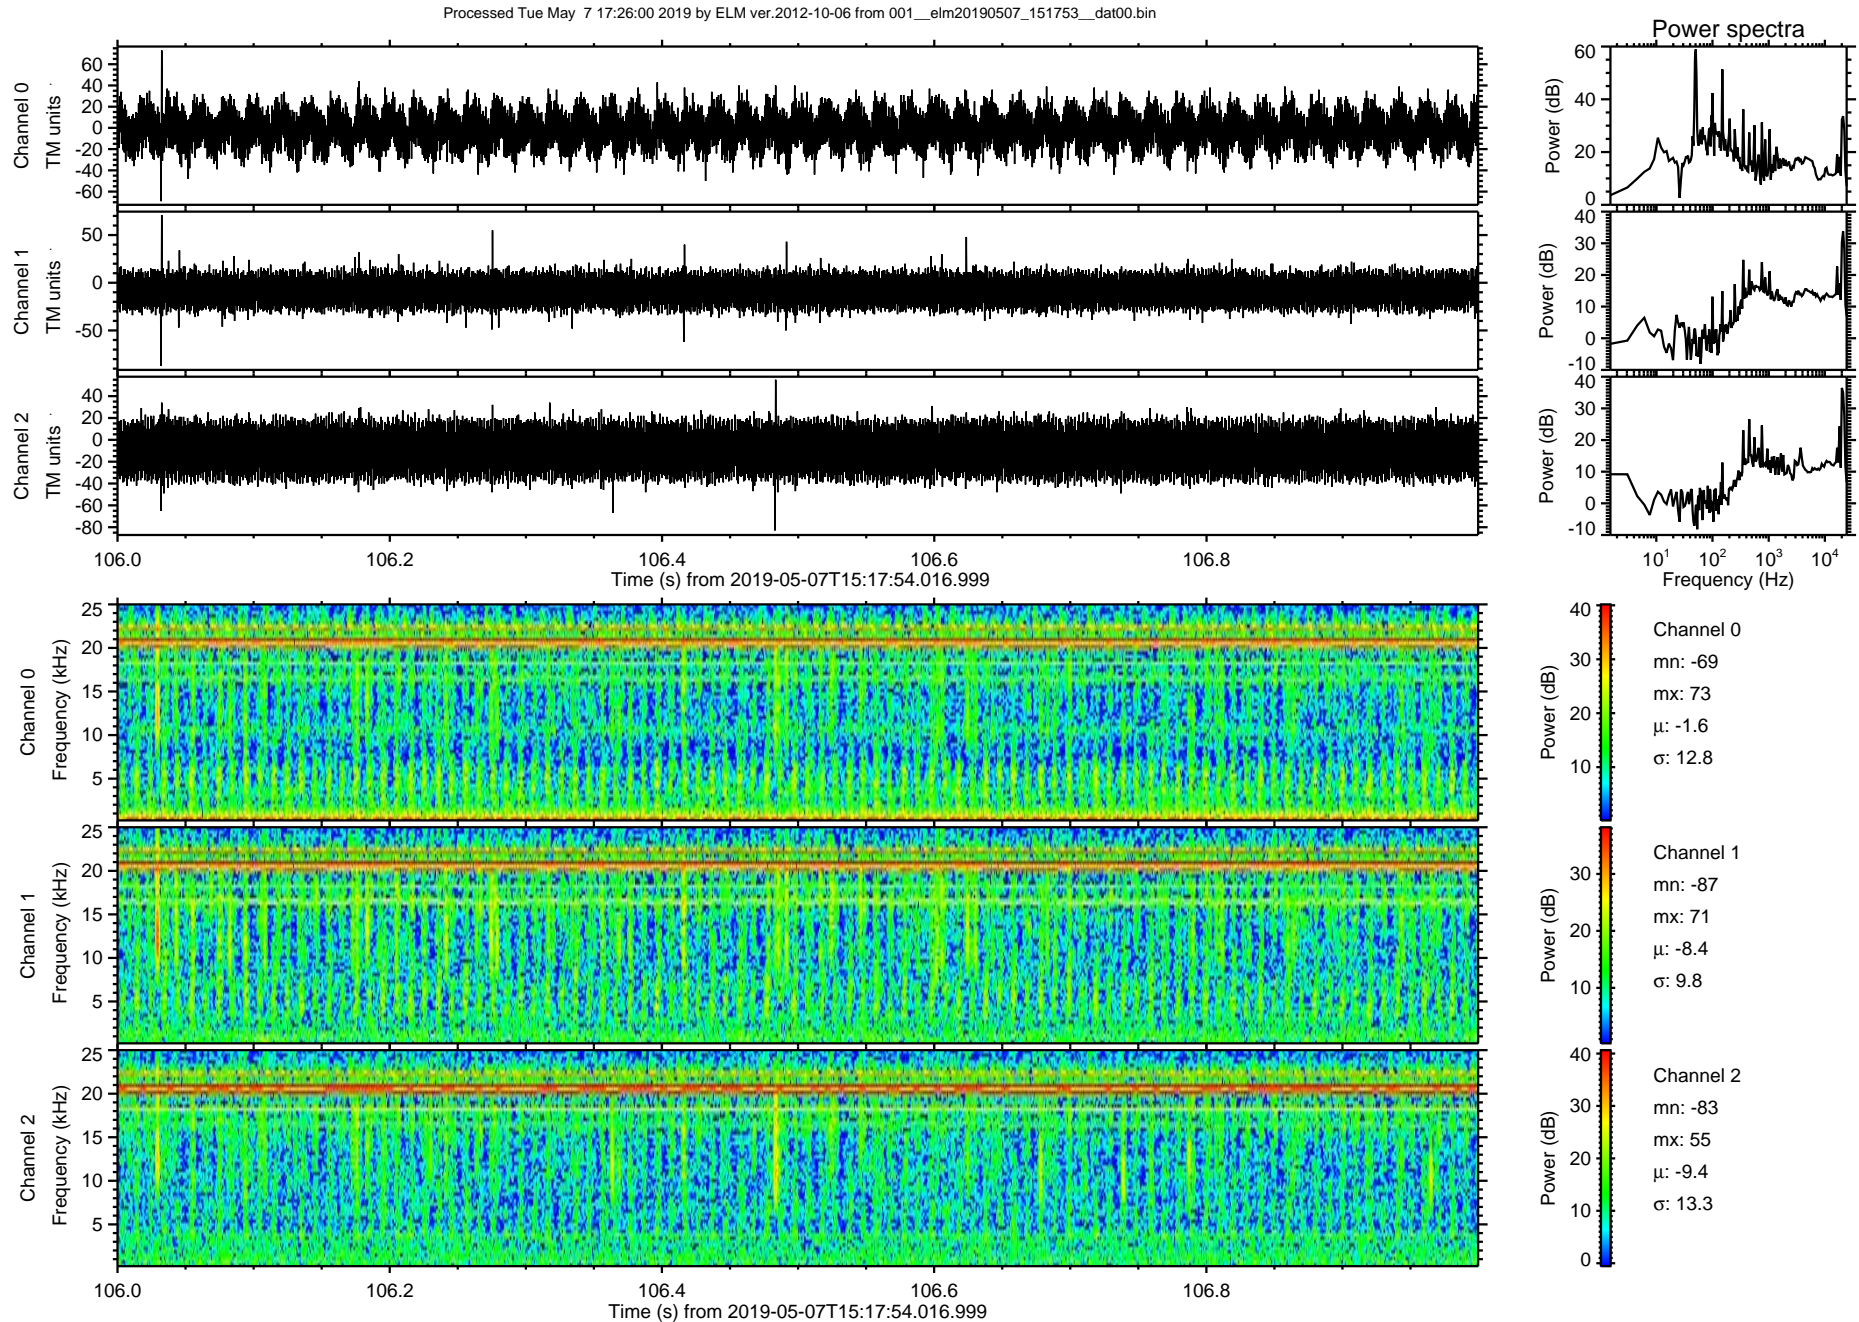 Processed Tue May  7 17:26:00 2019 by ELM ver.2012-10-06 from 001__elm20190507_151753__dat00.bin
Power spectra
Channel 0
TM units
60
40
20
0
-20
-40
-60
Power (dB)
60
40
20
0
Channel 1
TM units
50
0
-50
Power (dB)
40
30
20
10
0
-10
Channel 2
TM units
40
20
0
-20
-40
-60
-80
Power (dB)
40
30
20
10
0
-10
106.0 106.2 106.4 106.6 106.8
Time (s) from 2019-05-07T15:17:54.016.999
10^1 10^2 10^3 10^4
Frequency (Hz)
Channel 0
Frequency (kHz)
25
20
15
10
5
Power (dB)
40
30
20
10
Channel 0
mn: -69
mx: 73
μ: -1.6
σ: 12.8
Channel 1
Frequency (kHz)
25
20
15
10
5
Power (dB)
30
20
10
Channel 1
mn: -87
mx: 71
μ: -8.4
σ: 9.8
Channel 2
Frequency (kHz)
25
20
15
10
5
Power (dB)
40
30
20
10
0
Channel 2
mn: -83
mx: 55
μ: -9.4
σ: 13.3
106.0 106.2 106.4 106.6 106.8
Time (s) from 2019-05-07T15:17:54.016.999